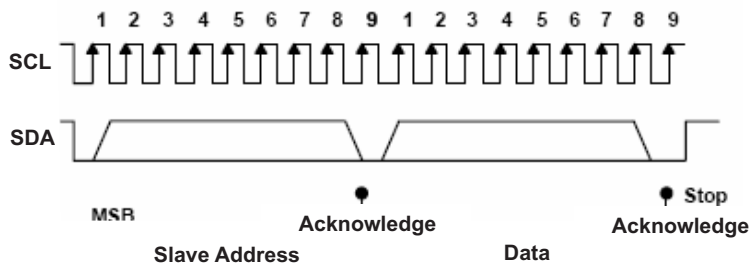 1 2 3 4 5 6 7 8 9 1 2 3 4 5 6 7 8 9
SCL
SDA
Stop
MSB
Acknowledge
Acknowledge
Slave Address
Data